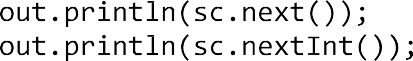 out.println(sc.next());
out.println(sc.nextInt());